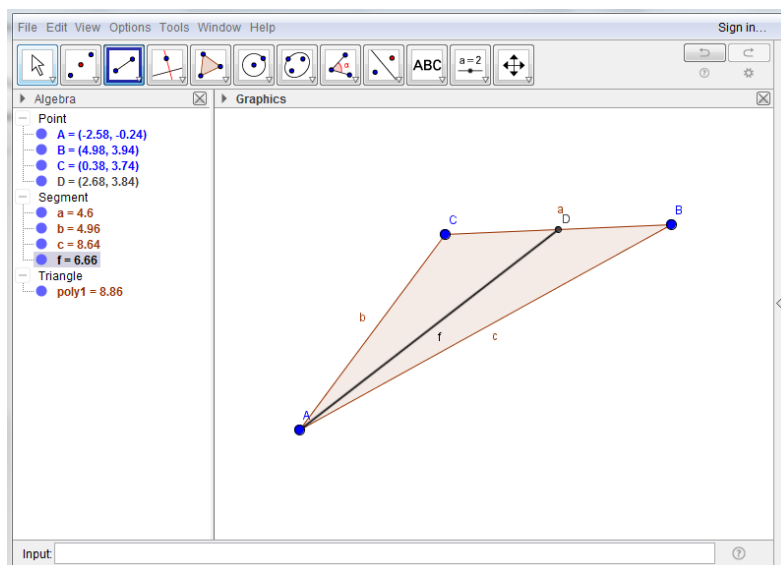 File Edit View Options Tools Window Help Sign in...
α ABC a=2
Algebra Graphics
Point
A = (-2.58, -0.24)
B = (4.98, 3.94)
C = (0.38, 3.74)
D = (2.68, 3.84)
Segment
a = 4.6
b = 4.96
c = 8.64
f = 6.66
Triangle
poly1 = 8.86
a
C D B
b
f c
A
Input: